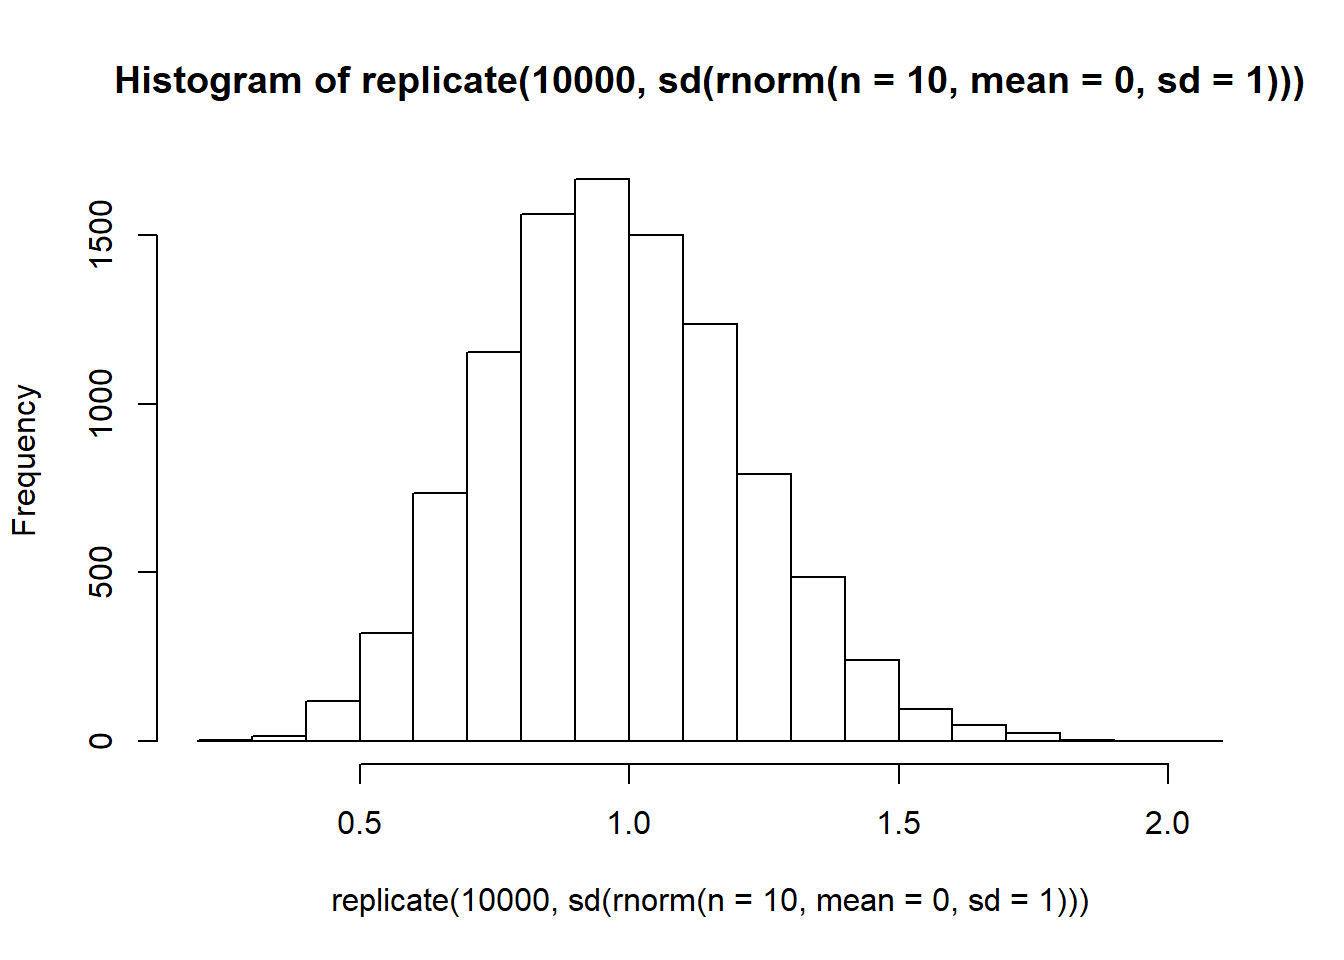 Histogram of replicate(10000, sd(rnorm(n = 10, mean = 0, sd = 1)))
Frequency
1500
1000
500
0
0.5 1.0 1.5 2.0
replicate(10000, sd(rnorm(n = 10, mean = 0, sd = 1)))